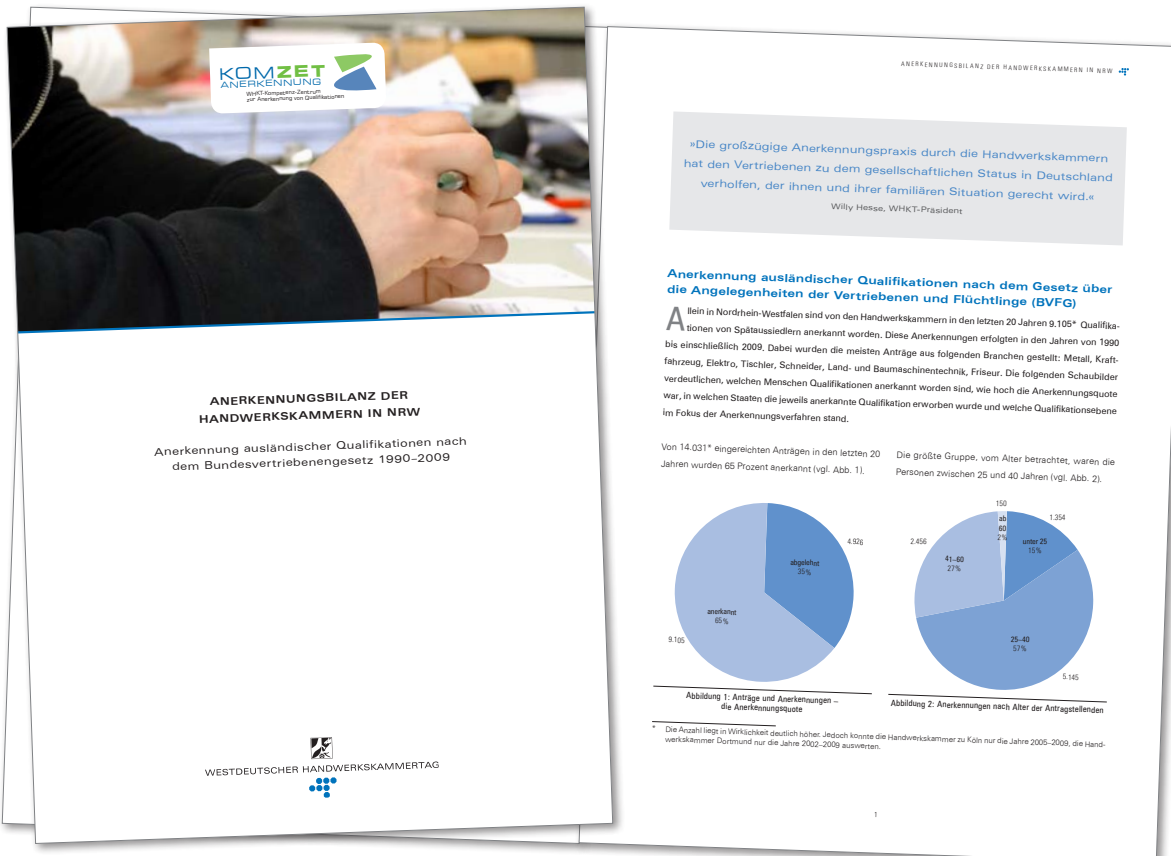 KOMZET
ANERKENNUNG
WHKT-Kompetenz-Zentrum
zur Anerkennung von Qualifikationen
ANERKENNUNGSBILANZ DER
HANDWERKSKAMMERN IN NRW
Anerkennung ausländischer Qualifikationen nach
dem Bundesvertriebenengesetz 1990–2009
WESTDEUTSCHER HANDWERKSKAMMERTAG
ANERKENNUNGSBILANZ DER HANDWERKSKAMMERN IN NRW
»Die großzügige Anerkennungspraxis durch die Handwerkskammern
hat den Vertriebenen zu dem gesellschaftlichen Status in Deutschland
verholfen, der ihnen und ihrer familiären Situation gerecht wird.«
Willy Hesse, WHKT-Präsident
Anerkennung ausländischer Qualifikationen nach dem Gesetz über
die Angelegenheiten der Vertriebenen und Flüchtlinge (BVFG)
Allein in Nordrhein-Westfalen sind von den Handwerkskammern in den letzten 20 Jahren 9.105* Qualifika-
tionen von Spätaussiedlern anerkannt worden. Diese Anerkennungen erfolgten in den Jahren von 1990
bis einschließlich 2009. Dabei wurden die meisten Anträge aus folgenden Branchen gestellt: Metall, Kraft-
fahrzeug, Elektro, Tischler, Schneider, Land- und Baumaschinentechnik, Friseur. Die folgenden Schaubilder
verdeutlichen, welchen Menschen Qualifikationen anerkannt worden sind, wie hoch die Anerkennungsquote
war, in welchen Staaten die jeweils anerkannte Qualifikation erworben wurde und welche Qualifikationsebene
im Fokus der Anerkennungsverfahren stand.
Von 14.031* eingereichten Anträgen in den letzten 20
Jahren wurden 65 Prozent anerkannt (vgl. Abb. 1).
abgelehnt
35%
4.926
anerkannt
65%
9.105
Abbildung 1: Anträge und Anerkennungen –
die Anerkennungsquote
Die größte Gruppe, vom Alter betrachtet, waren die
Personen zwischen 25 und 40 Jahren (vgl. Abb. 2).
150
ab
60
2%
1.354
unter 25
15%
2.456
41–60
27%
25–40
57%
5.145
Abbildung 2: Anerkennungen nach Alter der Antragstellenden
* Die Anzahl liegt in Wirklichkeit deutlich höher. Jedoch konnte die Handwerkskammer zu Köln nur die Jahre 2005–2009, die Hand-
werkskammer Dortmund nur die Jahre 2002–2009 auswerten.
1